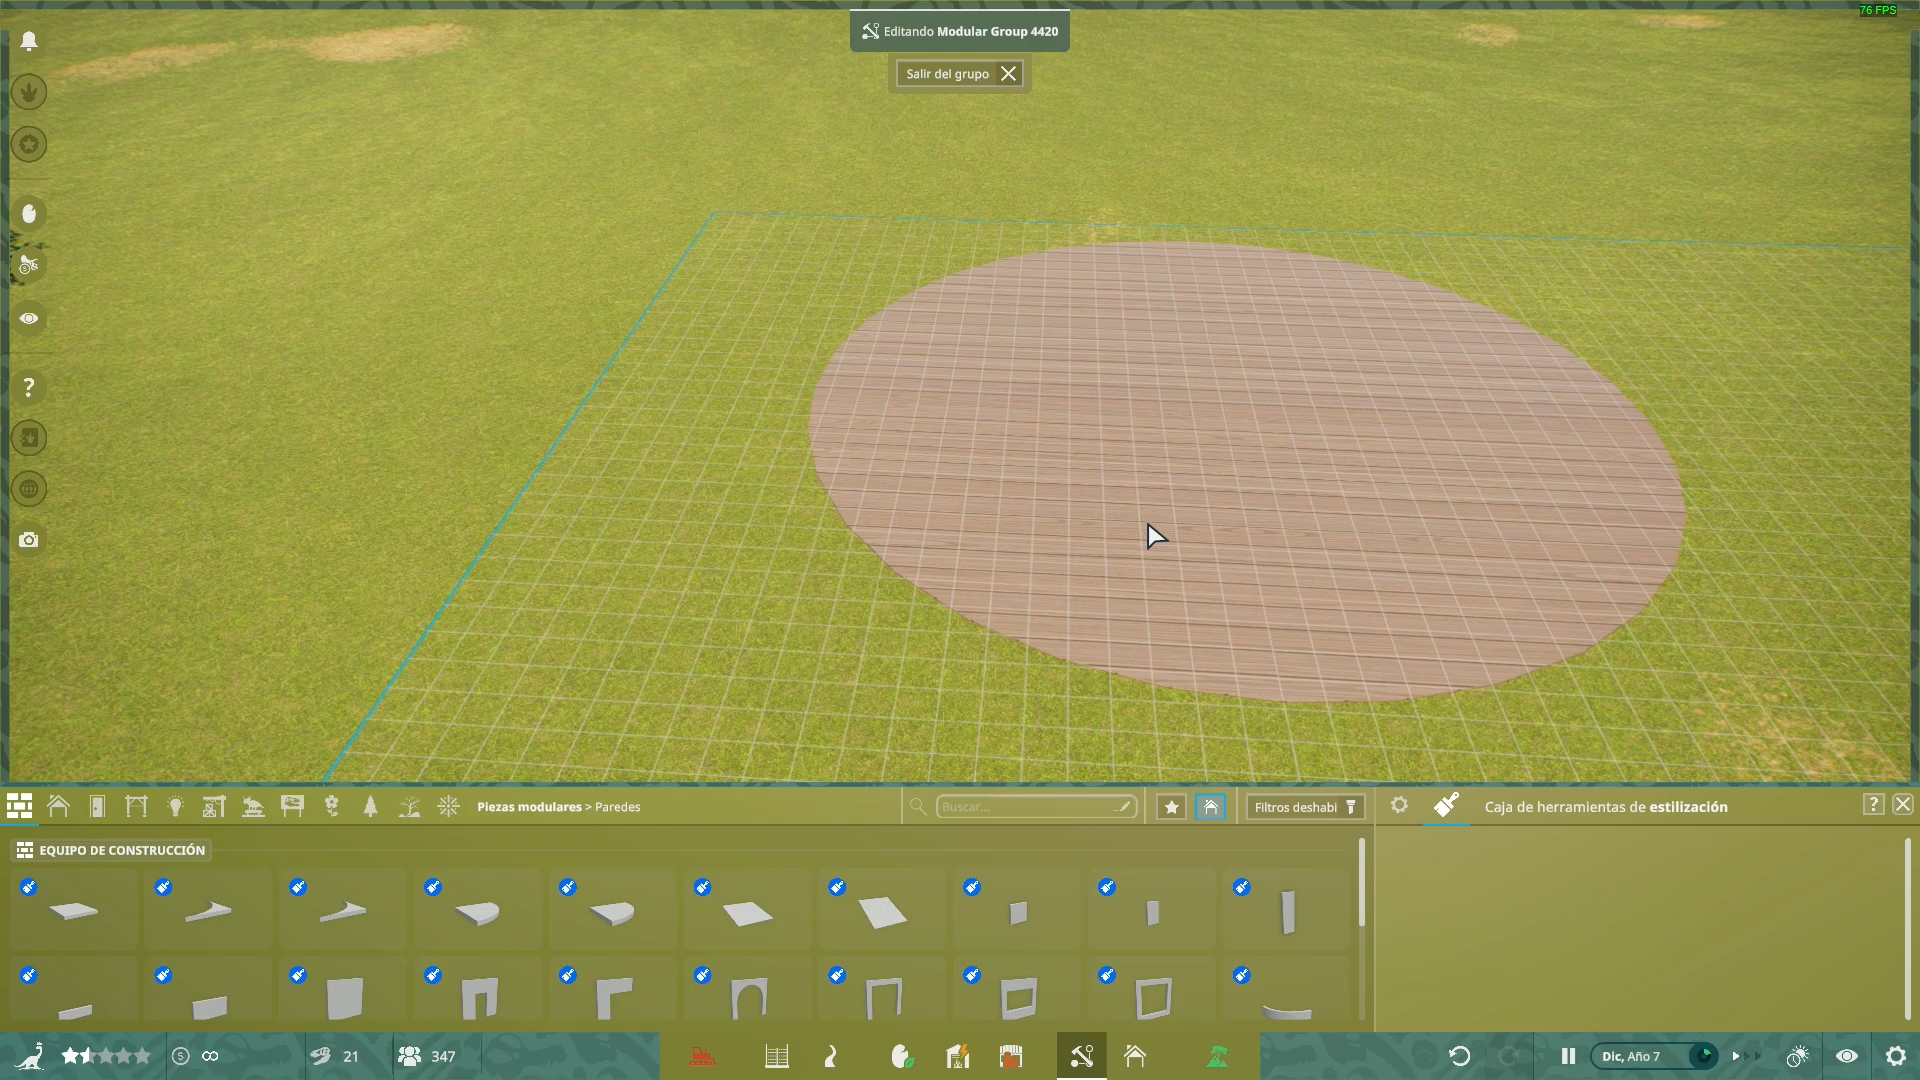 76 FPS
Editando Modular Group 4420
Salir del grupo
?
Piezas modulares > Paredes
Buscar...
Filtros deshabi
Caja de herramientas de estilización
?
EQUIPO DE CONSTRUCCIÓN
$ ∞
21
347
Dic, Año 7